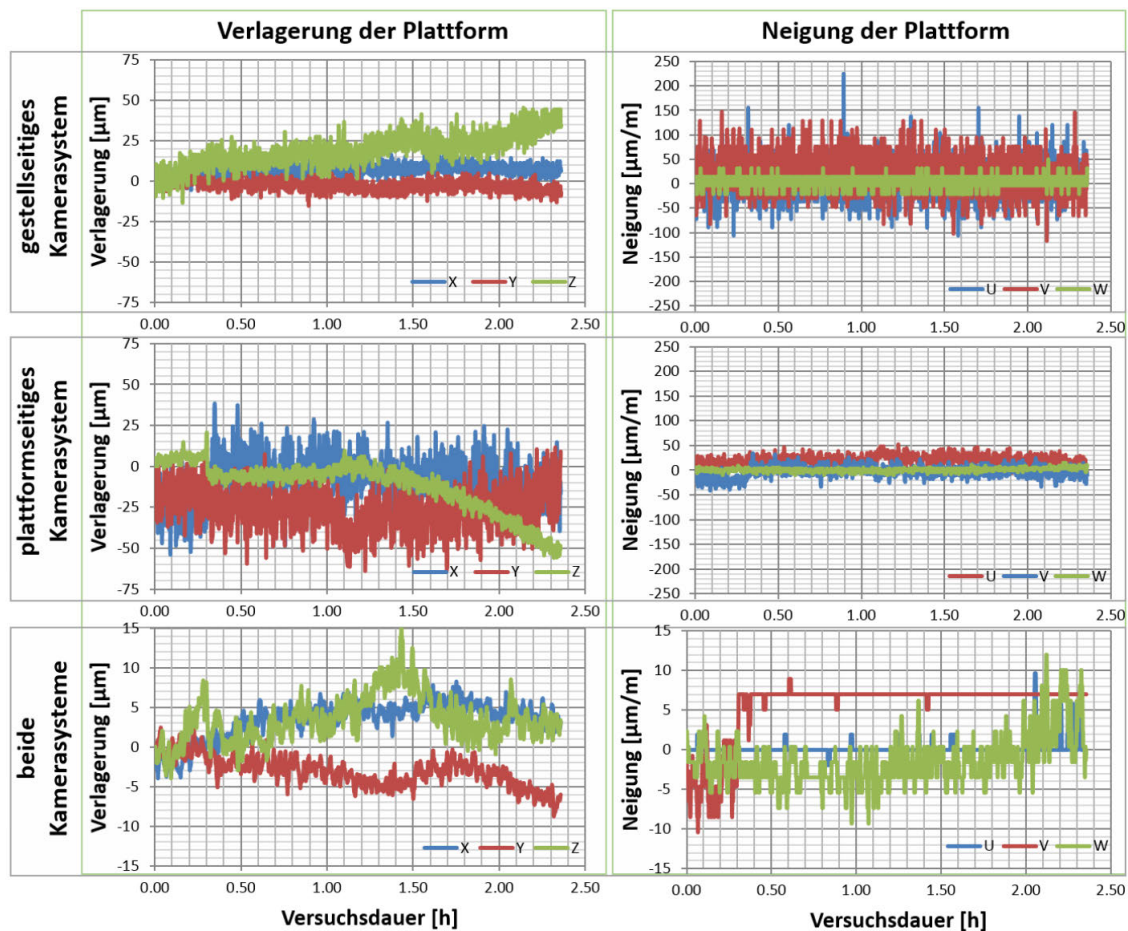 Verlagerung der Plattform
Neigung der Plattform
gestellseitiges
Kamerasystem
Verlagerung [µm]
75
50
25
0
-25
-50
-75
X Y Z
0.00 0.50 1.00 1.50 2.00 2.50
Neigung [µm/m]
250
200
150
100
50
0
-50
-100
-150
-200
-250
U V W
0.00 0.50 1.00 1.50 2.00 2.50
plattformseitiges
Kamerasystem
Verlagerung [µm]
75
50
25
0
-25
-50
-75
X Y Z
0.00 0.50 1.00 1.50 2.00 2.50
Neigung [µm/m]
250
200
150
100
50
0
-50
-100
-150
-200
-250
U V W
0.00 0.50 1.00 1.50 2.00 2.50
beide
Kamerasysteme
Verlagerung [µm]
15
10
5
0
-5
-10
-15
X Y Z
0.00 0.50 1.00 1.50 2.00 2.50
Versuchsdauer [h]
Neigung [µm/m]
15
10
5
0
-5
-10
-15
U V W
0.00 0.50 1.00 1.50 2.00 2.50
Versuchsdauer [h]